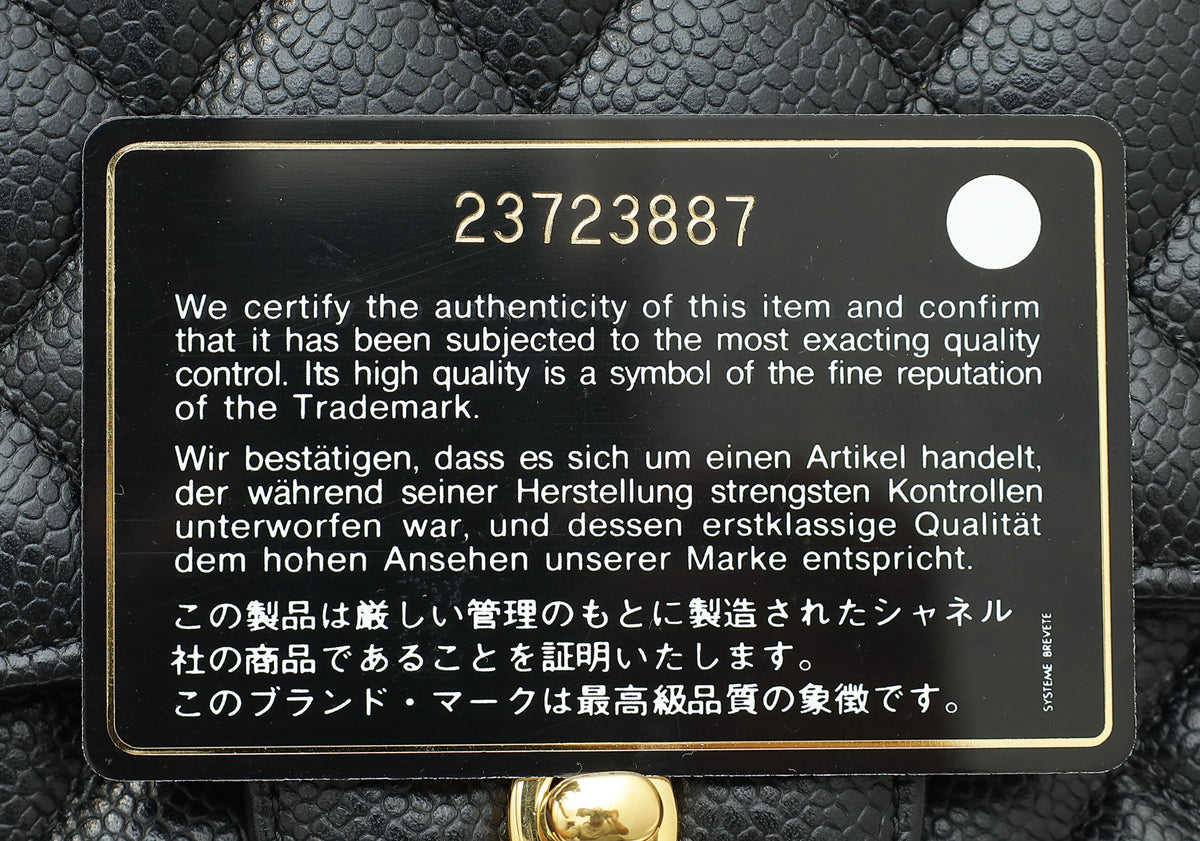 23723887
We certify the authenticity of this item and confirm
that it has been subjected to the most exacting quality
control. Its high quality is a symbol of the fine reputation
of the Trademark.
Wir bestätigen, dass es sich um einen Artikel handelt,
der während seiner Herstellung strengsten Kontrollen
unterworfen war, und dessen erstklassige Qualität
dem hohen Ansehen unserer Marke entspricht.
この製品は厳しい管理のもとに製造されたシャネル
社の商品であることを証明いたします。
このブランド・マークは最高級品質の象徴です。
SYSTEME BREVETE